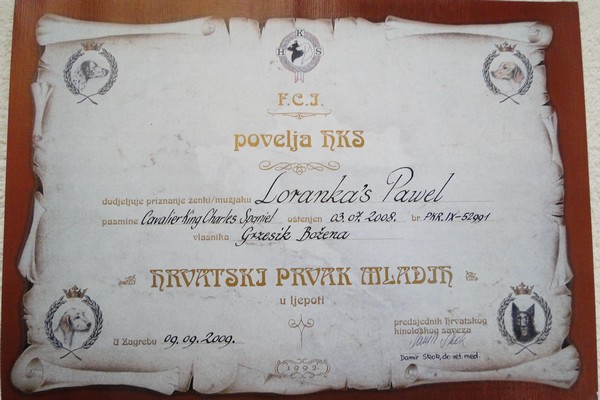 H K S
F.C.I.
povelja HKS
dodjeljuje priznanje ženki/mužjaku Loranka's Pawel
pasmine Cavalier King Charles Spaniel oštenjen 03.07.2008. br. PKR.IX-52991
vlasnika Grzesik Božena
HRVATSKI PRVAK MLADIH
u ljepoti
U Zagrebu 09.09.2009.
predsjednik hrvatskog
kinološkog saveza
Damir Skok, dr. vet. med.
1992